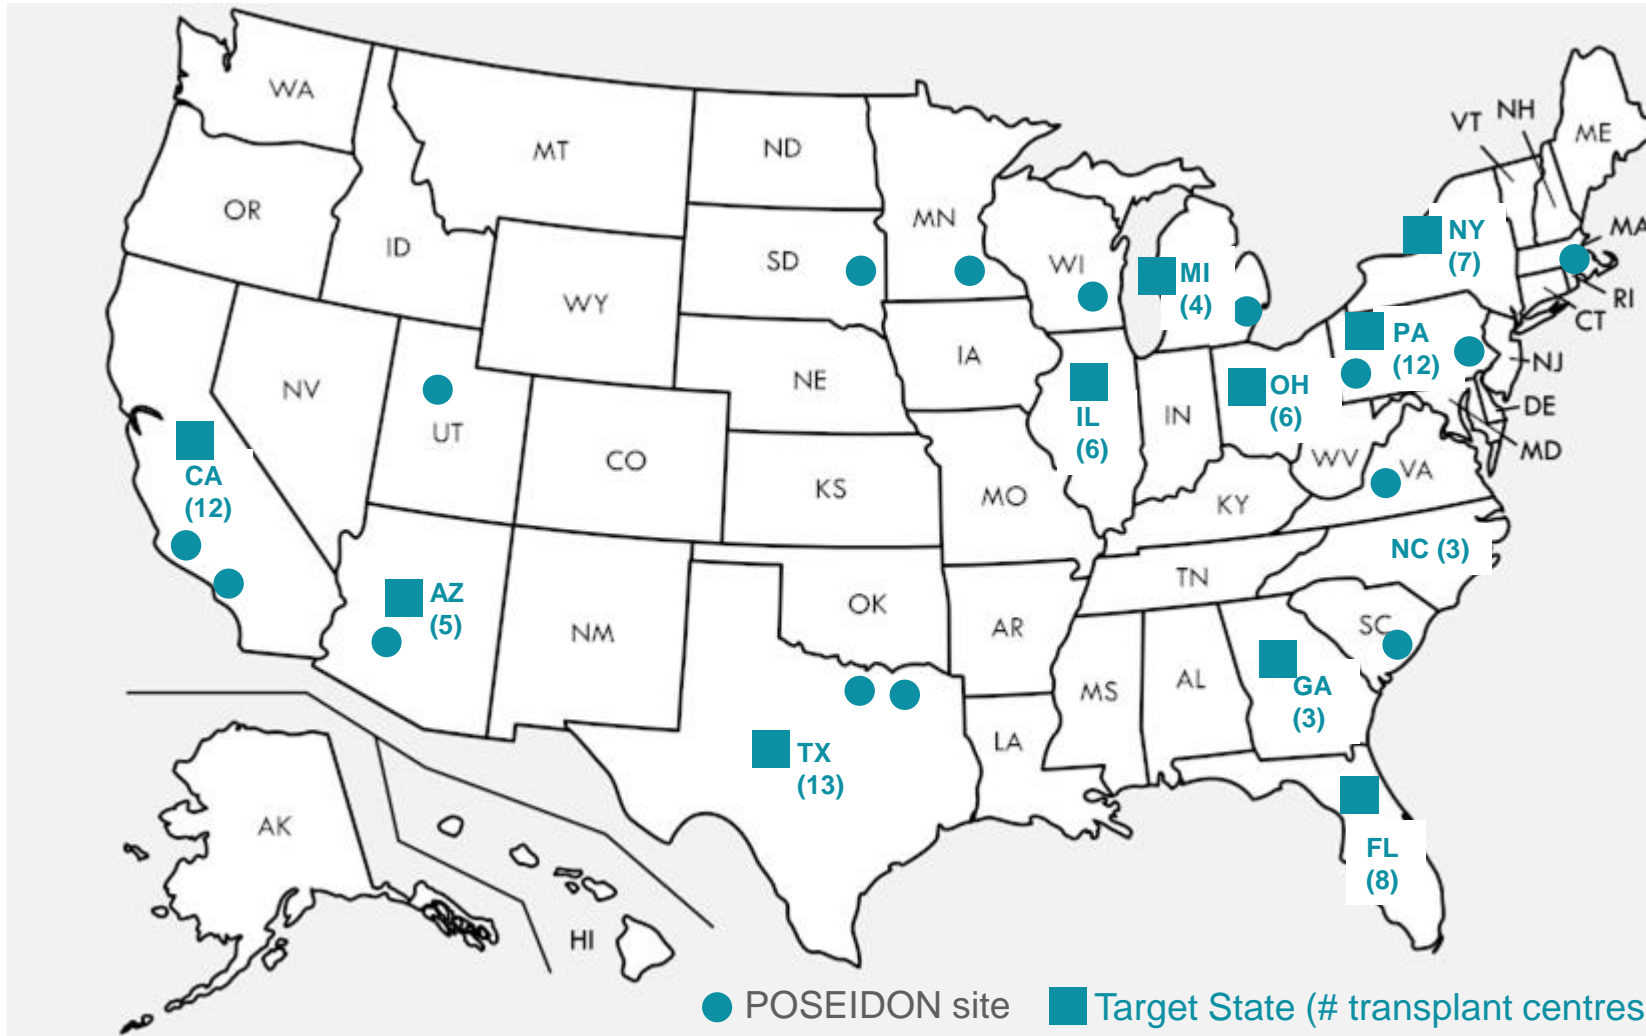 WA
MT
ND
MN
VT
NH
ME
OR
ID
SD
WI
MI
(4)
NY
(7)
MA
RI
CT
WY
IA
NE
PA
(12)
NJ
DE
MD
NV
UT
CO
KS
MO
IL
(6)
IN
OH
(6)
WV
VA
KY
CA
(12)
AZ
(5)
NM
OK
AR
TN
NC (3)
SC
MS
AL
GA
(3)
LA
TX
(13)
FL
(8)
AK
HI
POSEIDON site
Target State (# transplant centres